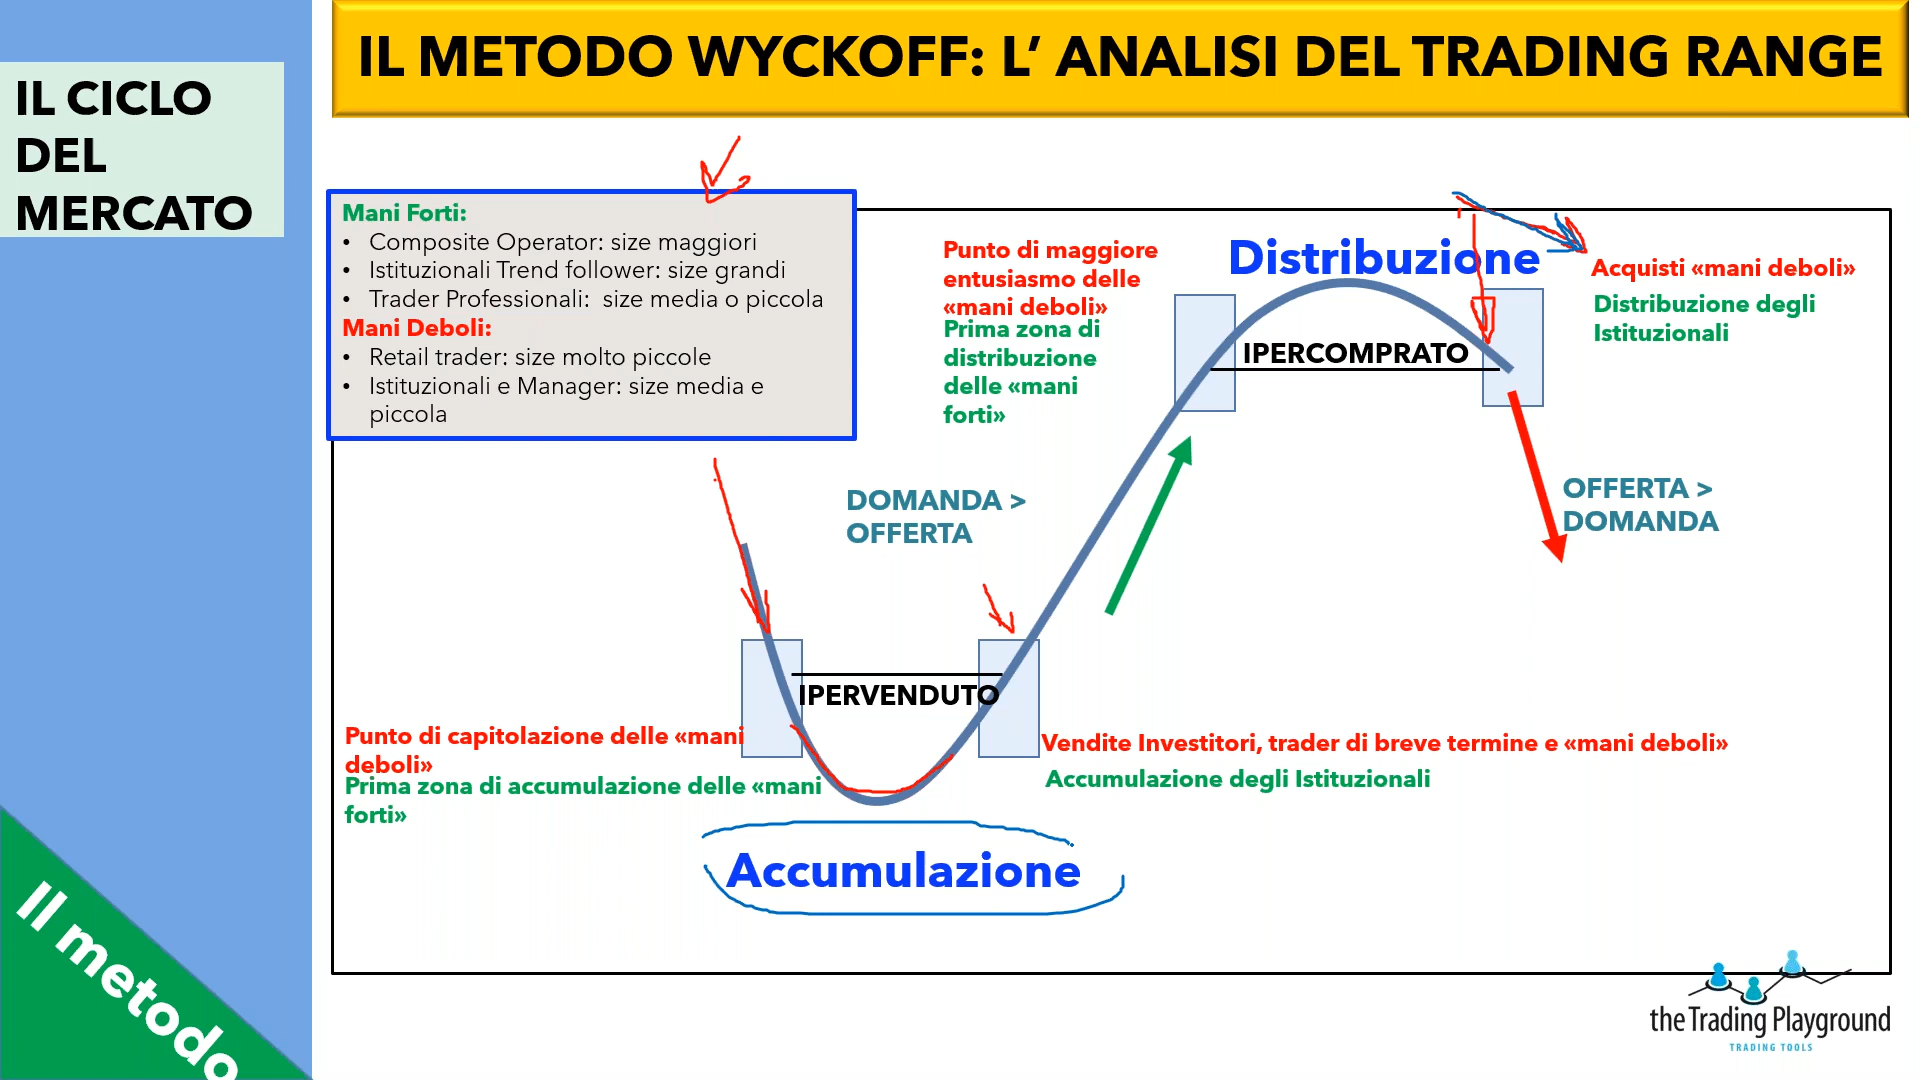 IL METODO WYCKOFF: L’ ANALISI DEL TRADING RANGE
IL CICLO
DEL
MERCATO
Mani Forti:
• Composite Operator: size maggiori
• Istituzionali Trend follower: size grandi
• Trader Professionali: size media o piccola
Mani Deboli:
• Retail trader: size molto piccole
• Istituzionali e Manager: size media e
piccola
Punto di maggiore
entusiasmo delle
«mani deboli»
Prima zona di
distribuzione
delle «mani
forti»
Distribuzione
IPERCOMPRATO
Acquisti «mani deboli»
Distribuzione degli
Istituzionali
DOMANDA >
OFFERTA
OFFERTA >
DOMANDA
IPERVENDUTO
Punto di capitolazione delle «mani
deboli»
Prima zona di accumulazione delle «mani
forti»
Vendite Investitori, trader di breve termine e «mani deboli»
Accumulazione degli Istituzionali
Accumulazione
Il metodo
the Trading Playground
TRADING TOOLS